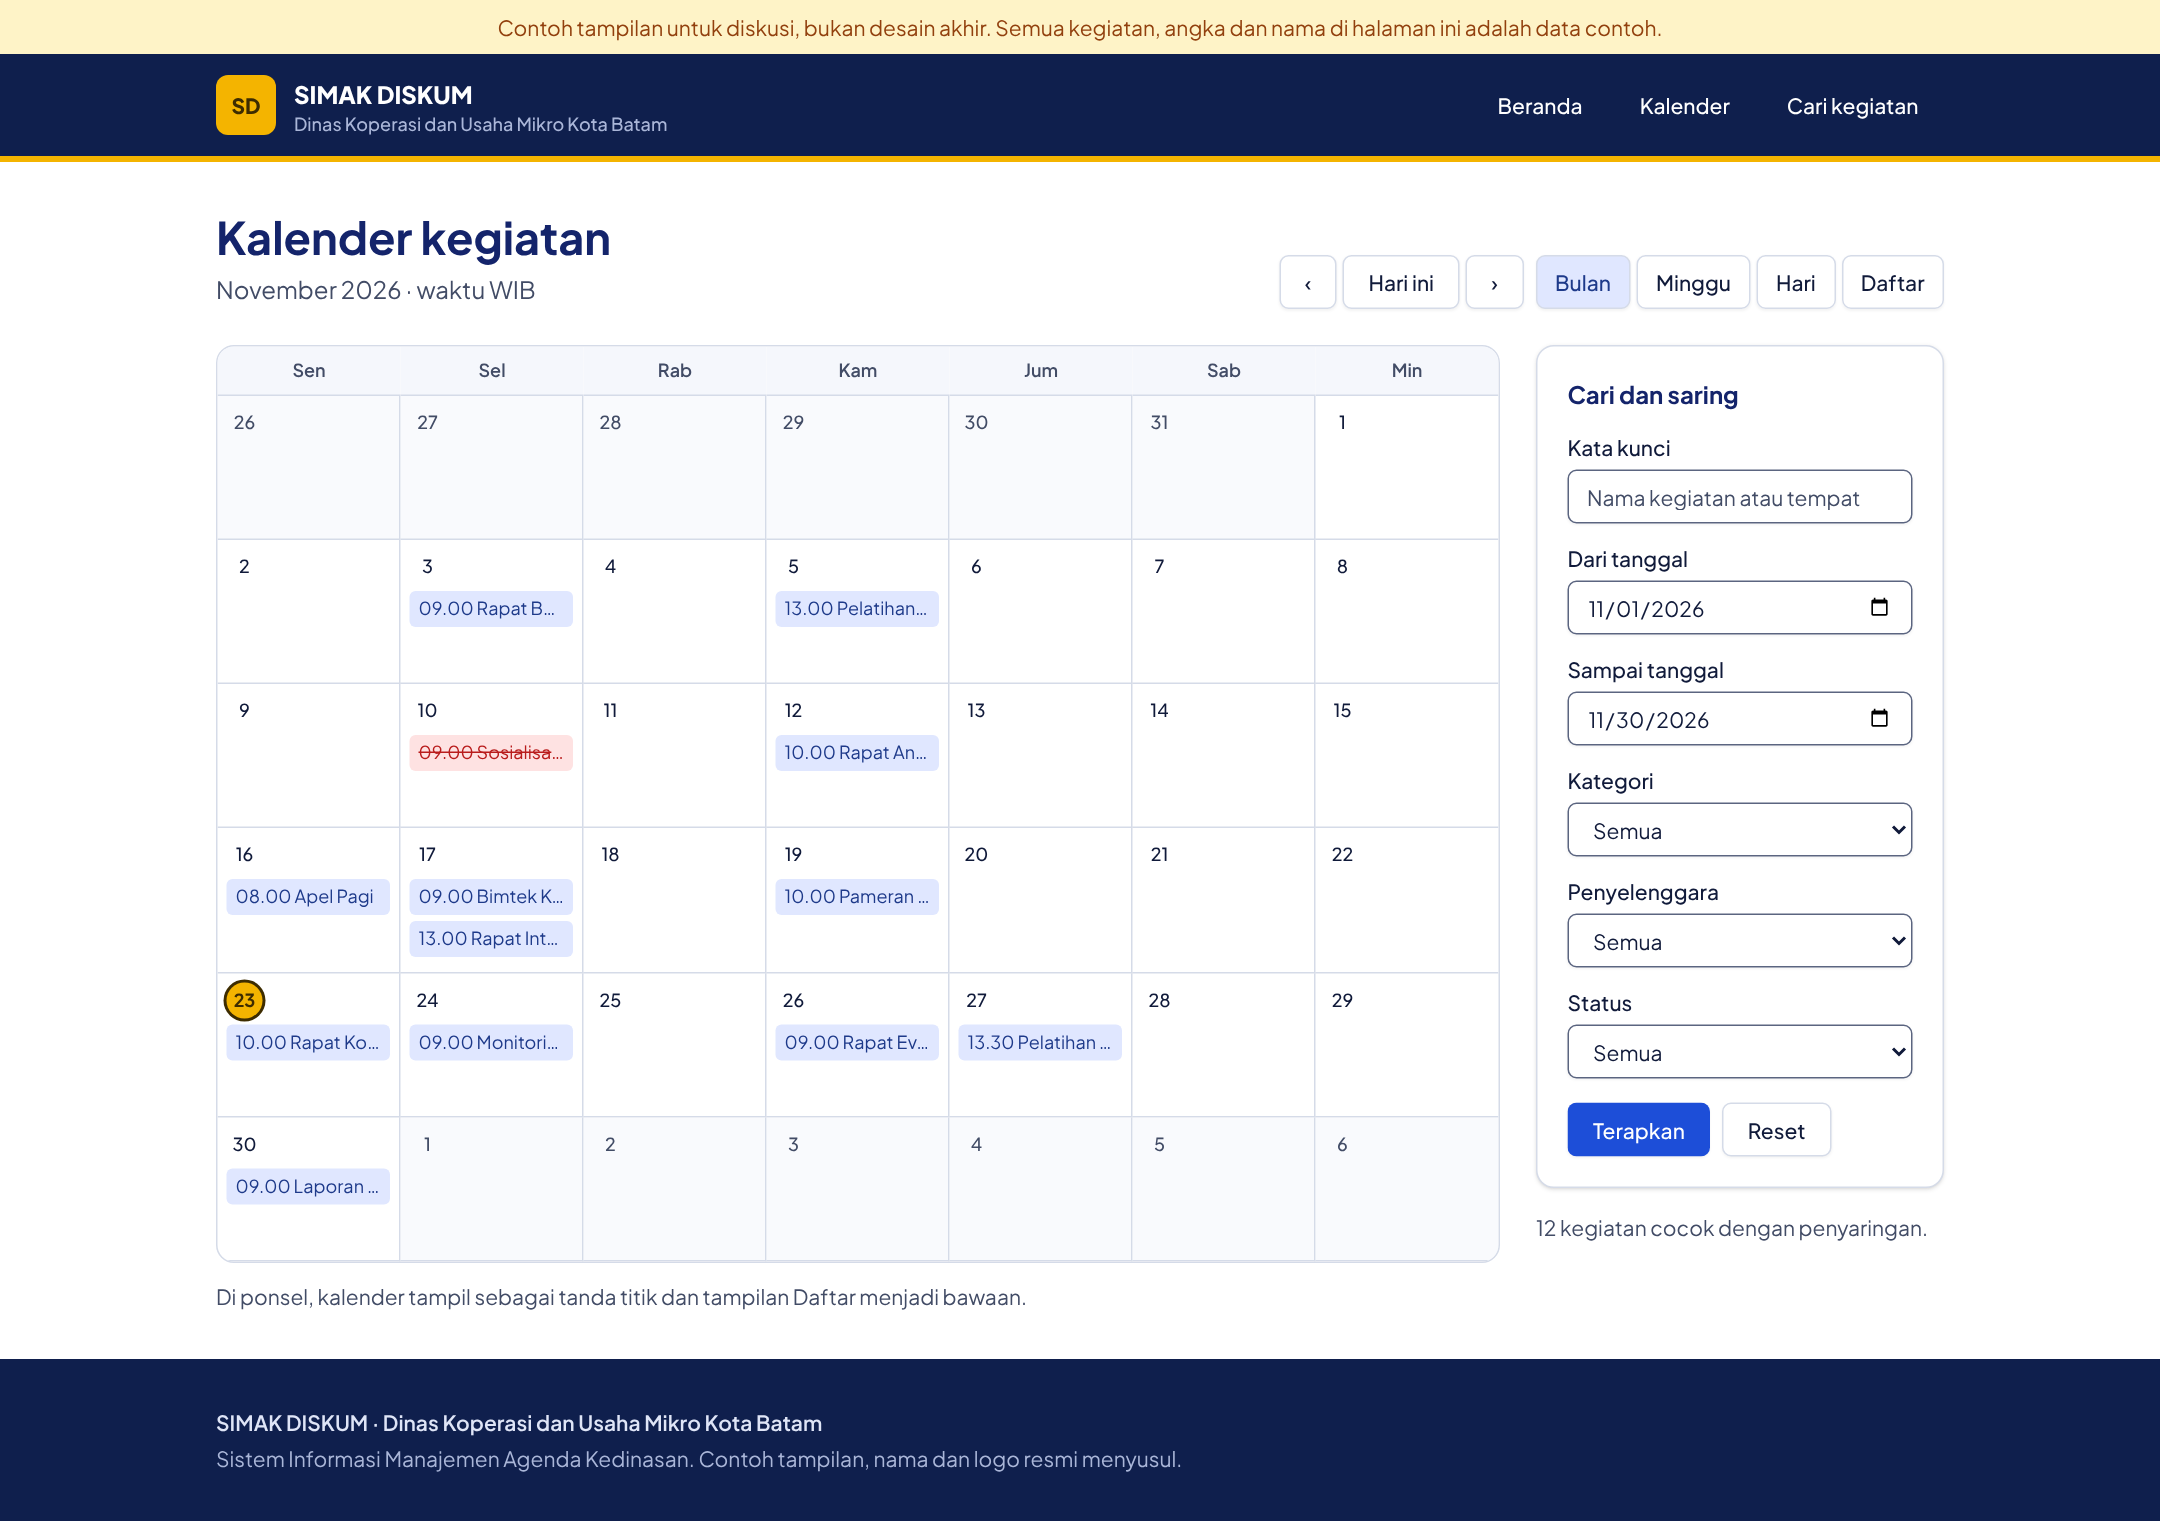 Contoh tampilan untuk diskusi, bukan desain akhir. Semua kegiatan, angka dan nama di halaman ini adalah data contoh.
SD
SIMAK DISKUM
Dinas Koperasi dan Usaha Mikro Kota Batam
Beranda Kalender Cari kegiatan
Kalender kegiatan
November 2026 · waktu WIB
‹ Hari ini › Bulan Minggu Hari Daftar
Sen Sel Rab Kam Jum Sab Min
26 27 28 29 30 31 1
2 3 4 5 6 7 8
09.00 Rapat B... 13.00 Pelatihan...
9 10 11 12 13 14 15
09.00 Sosialisa... 10.00 Rapat An...
16 17 18 19 20 21 22
08.00 Apel Pagi 09.00 Bimtek K... 10.00 Pameran ...
13.00 Rapat Int...
23 24 25 26 27 28 29
10.00 Rapat Ko... 09.00 Monitori... 09.00 Rapat Ev... 13.30 Pelatihan ...
30 1 2 3 4 5 6
09.00 Laporan ...
Di ponsel, kalender tampil sebagai tanda titik dan tampilan Daftar menjadi bawaan.
Cari dan saring
Kata kunci
Nama kegiatan atau tempat
Dari tanggal
11/01/2026
Sampai tanggal
11/30/2026
Kategori
Semua
Penyelenggara
Semua
Status
Semua
Terapkan Reset
12 kegiatan cocok dengan penyaringan.
SIMAK DISKUM · Dinas Koperasi dan Usaha Mikro Kota Batam
Sistem Informasi Manajemen Agenda Kedinasan. Contoh tampilan, nama dan logo resmi menyusul.